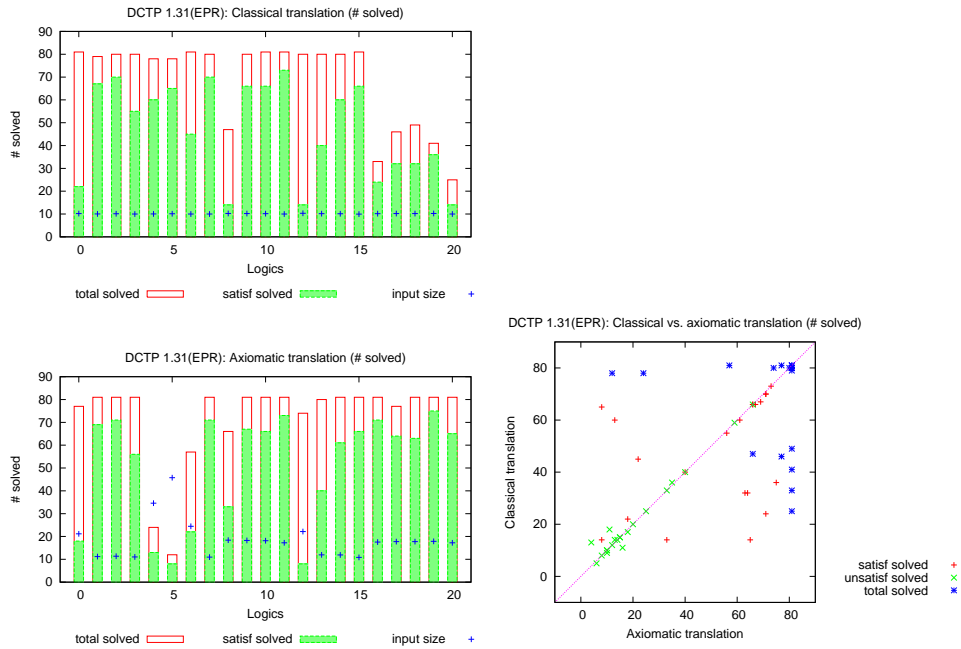 DCTP 1.31(EPR): Classical translation (# solved)
90
80
70
60
50
40
30
20
10
0
# solved
0 5 10 15 20
Logics
total solved satisf solved input size
DCTP 1.31(EPR): Axiomatic translation (# solved)
90
80
70
60
50
40
30
20
10
0
# solved
0 5 10 15 20
Logics
total solved satisf solved input size
DCTP 1.31(EPR): Classical vs. axiomatic translation (# solved)
80
60
40
20
0
Classical translation
0 20 40 60 80
Axiomatic translation
satisf solved
unsatisf solved
total solved